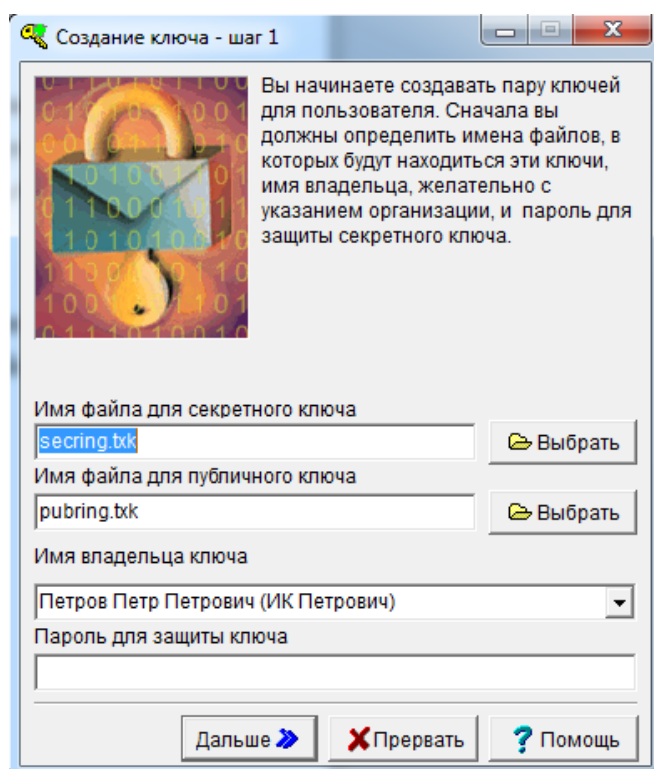 Создание ключа - шаг 1
Вы начинаете создавать пару ключей
для пользователя. Сначала вы
должны определить имена файлов, в
которых будут находиться эти ключи,
имя владельца, желательно с
указанием организации, и пароль для
защиты секретного ключа.
Имя файла для секретного ключа
secring.txk
Выбрать
Имя файла для публичного ключа
pubring.txk
Выбрать
Имя владельца ключа
Петров Петр Петрович (ИК Петрович)
Пароль для защиты ключа
Дальше
Прервать
Помощь